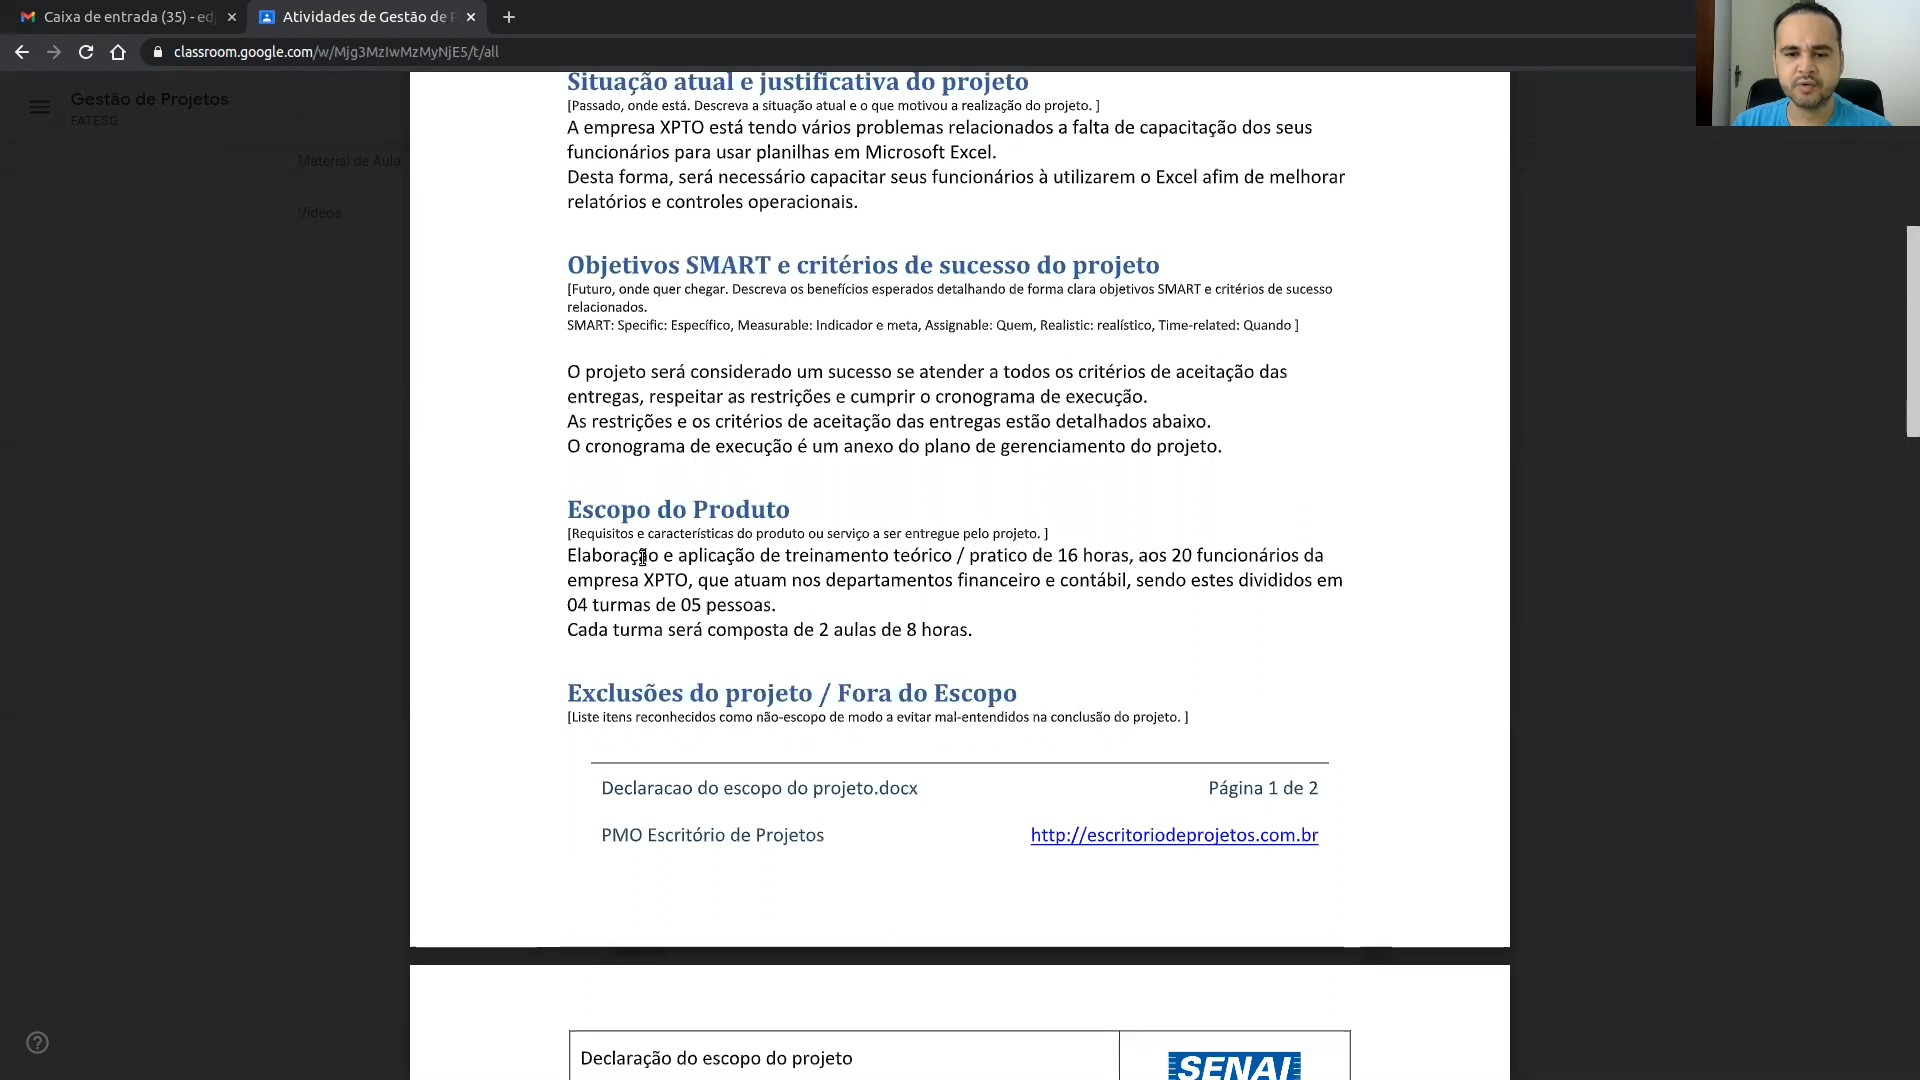 Caixa de entrada (35) - ed
Atividades de Gestão de P
classroom.google.com/w/Mjg3MzIwMzMyNjE5/t/all
Gestão de Projetos
FATESG
Material de Aula
Vídeos
Situação atual e justificativa do projeto
[Passado, onde está. Descreva a situação atual e o que motivou a realização do projeto. ]
A empresa XPTO está tendo vários problemas relacionados a falta de capacitação dos seus
funcionários para usar planilhas em Microsoft Excel.
Desta forma, será necessário capacitar seus funcionários à utilizarem o Excel afim de melhorar
relatórios e controles operacionais.
Objetivos SMART e critérios de sucesso do projeto
[Futuro, onde quer chegar. Descreva os benefícios esperados detalhando de forma clara objetivos SMART e critérios de sucesso
relacionados.
SMART: Specific: Específico, Measurable: Indicador e meta, Assignable: Quem, Realistic: realístico, Time-related: Quando ]
O projeto será considerado um sucesso se atender a todos os critérios de aceitação das
entregas, respeitar as restrições e cumprir o cronograma de execução.
As restrições e os critérios de aceitação das entregas estão detalhados abaixo.
O cronograma de execução é um anexo do plano de gerenciamento do projeto.
Escopo do Produto
[Requisitos e características do produto ou serviço a ser entregue pelo projeto. ]
Elaboração e aplicação de treinamento teórico / pratico de 16 horas, aos 20 funcionários da
empresa XPTO, que atuam nos departamentos financeiro e contábil, sendo estes divididos em
04 turmas de 05 pessoas.
Cada turma será composta de 2 aulas de 8 horas.
Exclusões do projeto / Fora do Escopo
[Liste itens reconhecidos como não-escopo de modo a evitar mal-entendidos na conclusão do projeto. ]
Declaracao do escopo do projeto.docx
Página 1 de 2
PMO Escritório de Projetos
http://escritoriodeprojetos.com.br
Declaração do escopo do projeto
SENAI